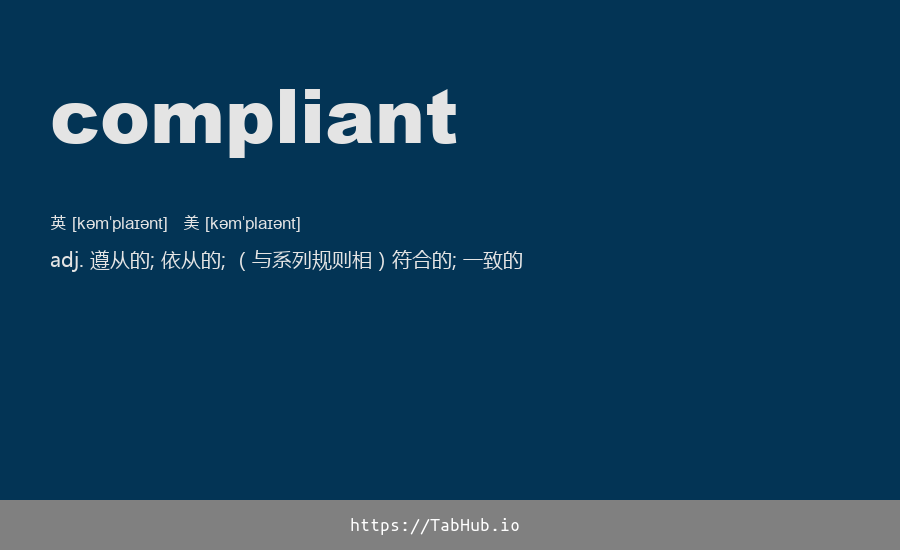 compliant
英 [kəmˈplaɪənt] 美 [kəmˈplaɪənt]
adj. 遵从的; 依从的; （与系列规则相）符合的; 一致的
https://TabHub.io